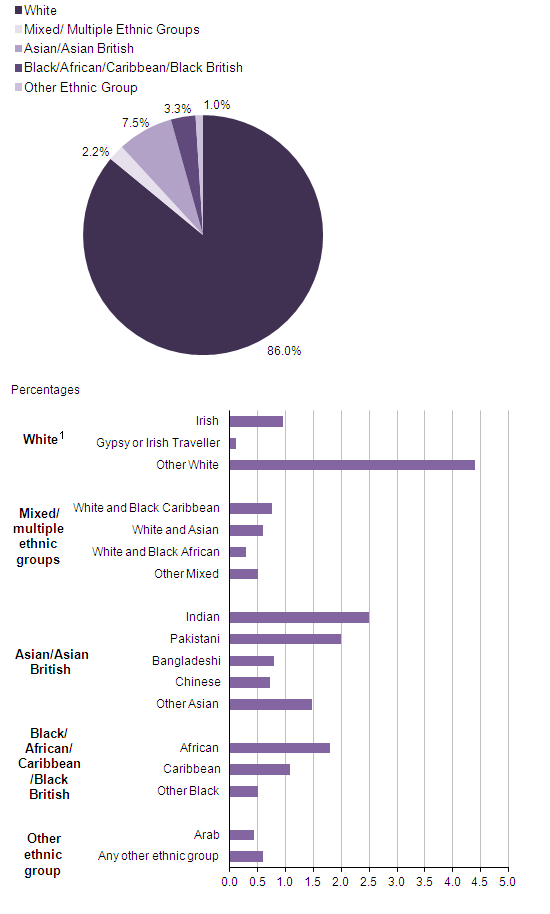 White
Mixed/ Multiple Ethnic Groups
Asian/Asian British
Black/African/Caribbean/Black British
Other Ethnic Group
1.0%
3.3%
7.5%
2.2%
86.0%
Percentages
White1
Irish
Gypsy or Irish Traveller
Other White
Mixed/
multiple
ethnic
groups
White and Black Caribbean
White and Asian
White and Black African
Other Mixed
Asian/Asian
British
Indian
Pakistani
Bangladeshi
Chinese
Other Asian
Black/
African/
Caribbean
/Black
British
African
Caribbean
Other Black
Other
ethnic
group
Arab
Any other ethnic group
0.0 0.5 1.0 1.5 2.0 2.5 3.0 3.5 4.0 4.5 5.0